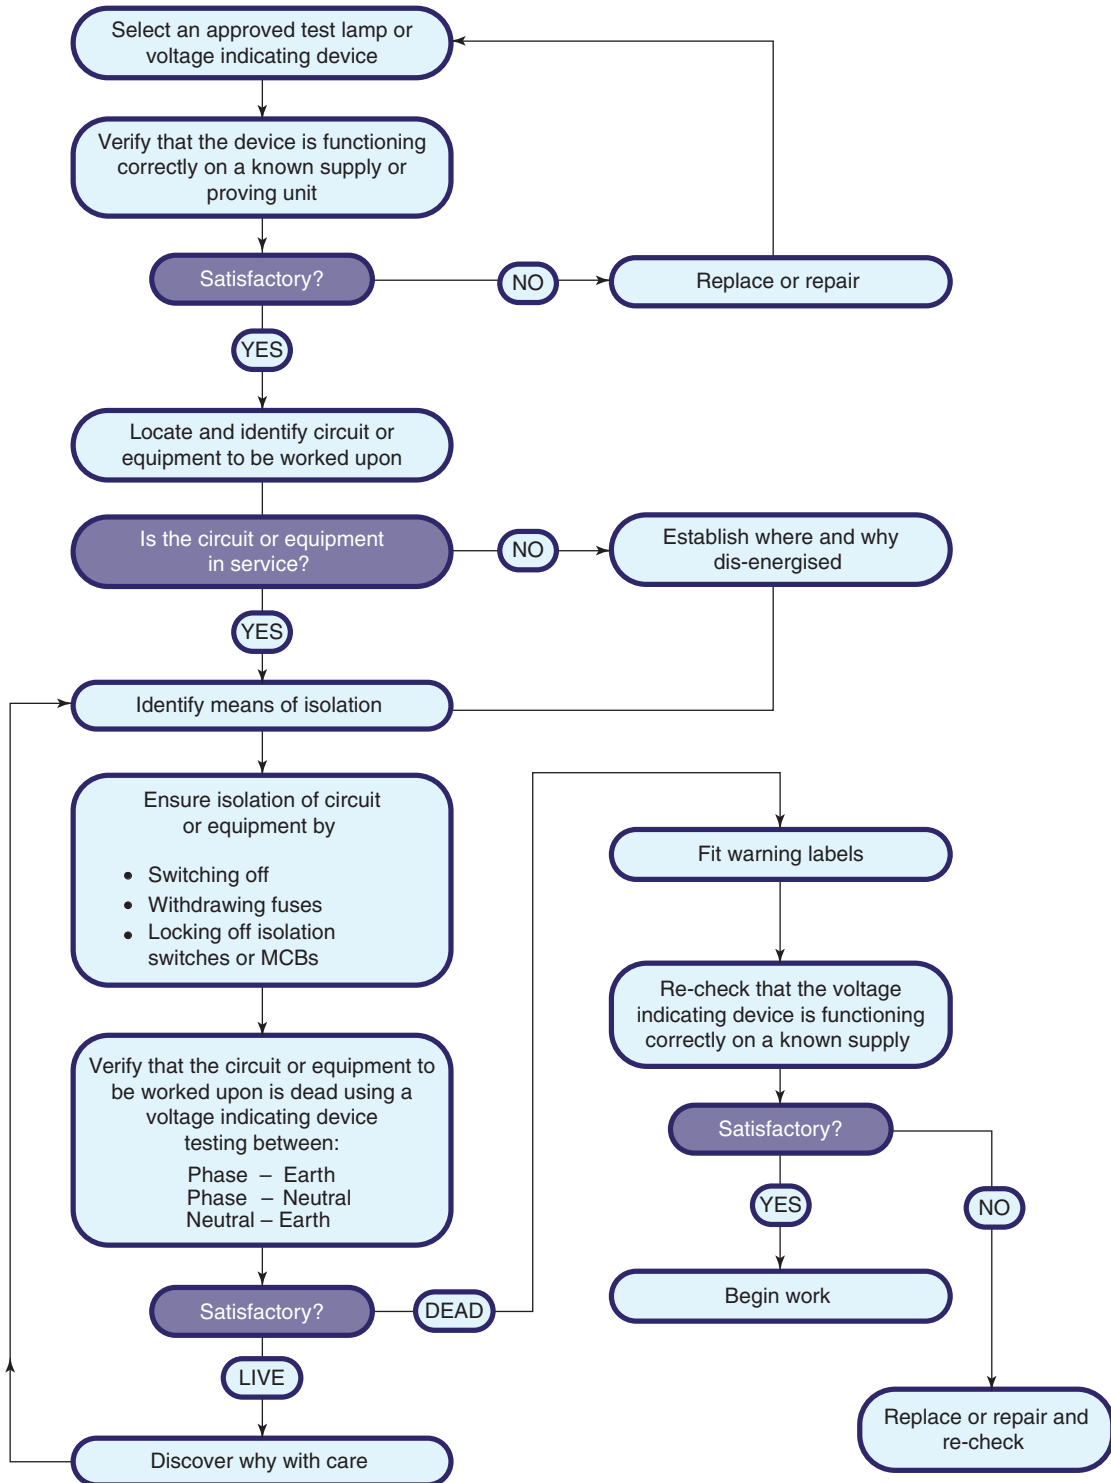 Select an approved test lamp or
voltage indicating device
Verify that the device is functioning
correctly on a known supply or
proving unit
Satisfactory?
NO
Replace or repair
YES
Locate and identify circuit or
equipment to be worked upon
Is the circuit or equipment
in service?
NO
Establish where and why
dis-energised
YES
Identify means of isolation
Ensure isolation of circuit
or equipment by
• Switching off
• Withdrawing fuses
• Locking off isolation
switches or MCBs
Verify that the circuit or equipment to
be worked upon is dead using a
voltage indicating device
testing between:
Phase – Earth
Phase – Neutral
Neutral – Earth
Satisfactory?
DEAD
LIVE
Discover why with care
Fit warning labels
Re-check that the voltage
indicating device is functioning
correctly on a known supply
Satisfactory?
YES
NO
Begin work
Replace or repair and
re-check